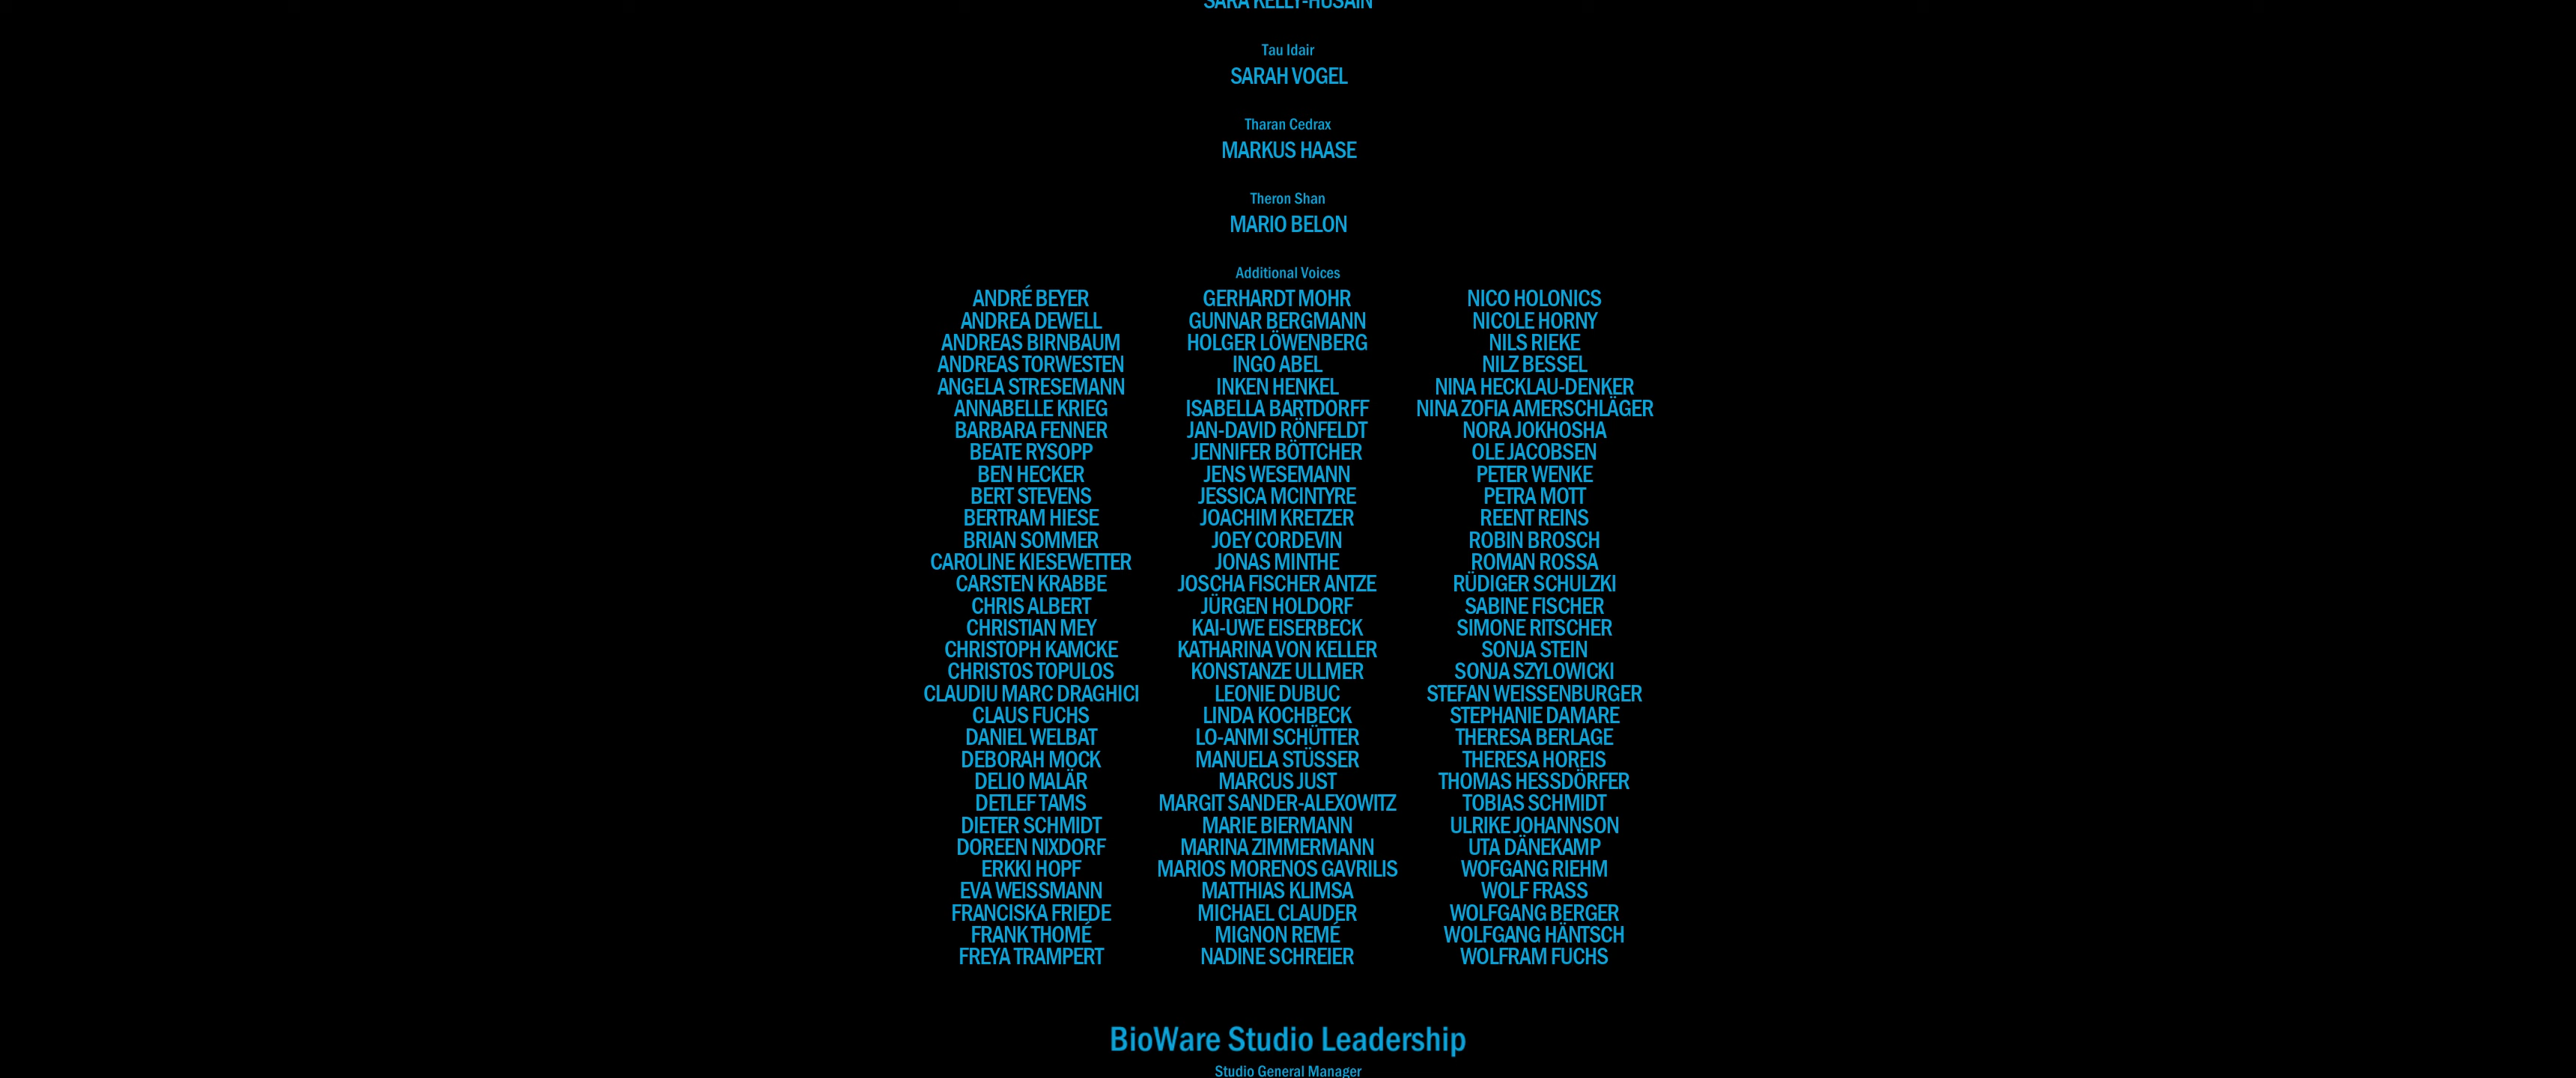 SARA KELLY-HUSAIN
Tau Idair
SARAH VOGEL
Tharan Cedrax
MARKUS HAASE
Theron Shan
MARIO BELON
Additional Voices
ANDRÉ BEYER
ANDREA DEWELL
ANDREAS BIRNBAUM
ANDREAS TORWESTEN
ANGELA STRESEMANN
ANNABELLE KRIEG
BARBARA FENNER
BEATE RYSOPP
BEN HECKER
BERT STEVENS
BERTRAM HIESE
BRIAN SOMMER
CAROLINE KIESEWETTER
CARSTEN KRABBE
CHRIS ALBERT
CHRISTIAN MEY
CHRISTOPH KAMCKE
CHRISTOS TOPULOS
CLAUDIU MARC DRAGHICI
CLAUS FUCHS
DANIEL WELBAT
DEBORAH MOCK
DELIO MALÄR
DETLEF TAMS
DIETER SCHMIDT
DOREEN NIXDORF
ERKKI HOPF
EVA WEISSMANN
FRANCISKA FRIEDE
FRANK THOMÉ
FREYA TRAMPERT
GERHARDT MOHR
GUNNAR BERGMANN
HOLGER LÖWENBERG
INGO ABEL
INKEN HENKEL
ISABELLA BARTDORFF
JAN-DAVID RÖNFELDT
JENNIFER BÖTTCHER
JENS WESEMANN
JESSICA MCINTYRE
JOACHIM KRETZER
JOEY CORDEVIN
JONAS MINTHE
JOSCHA FISCHER ANTZE
JÜRGEN HOLDORF
KAI-UWE EISERBECK
KATHARINA VON KELLER
KONSTANZE ULLMER
LEONIE DUBUC
LINDA KOCHBECK
LO-ANMI SCHÜTTER
MANUELA STÜSSER
MARCUS JUST
MARGIT SANDER-ALEXOWITZ
MARIE BIERMANN
MARINA ZIMMERMANN
MARIOS MORENOS GAVRILIS
MATTHIAS KLIMSA
MICHAEL CLAUDER
MIGNON REMÉ
NADINE SCHREIER
NICO HOLONICS
NICOLE HORNY
NILS RIEKE
NILZ BESSEL
NINA HECKLAU-DENKER
NINA ZOFIA AMERSCHLÄGER
NORA JOKHOSHA
OLE JACOBSEN
PETER WENKE
PETRA MOTT
REENT REINS
ROBIN BROSCH
ROMAN ROSSA
RÜDIGER SCHULZKI
SABINE FISCHER
SIMONE RITSCHER
SONJA STEIN
SONJA SZYLOWICKI
STEFAN WEISSENBURGER
STEPHANIE DAMARE
THERESA BERLAGE
THERESA HOREIS
THOMAS HESSDÖRFER
TOBIAS SCHMIDT
ULRIKE JOHANNSON
UTA DÄNEKAMP
WOFGANG RIEHM
WOLF FRASS
WOLFGANG BERGER
WOLFGANG HÄNTSCH
WOLFRAM FUCHS
BioWare Studio Leadership
Studio General Manager